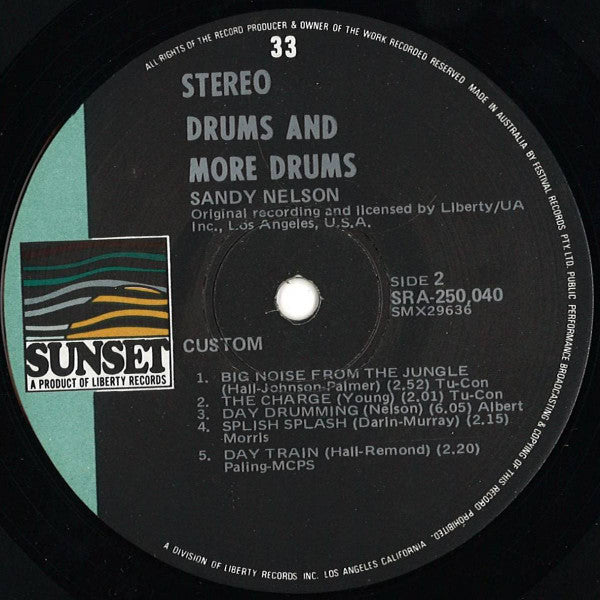 ALL RIGHTS OF THE RECORD PRODUCER & OWNER OF THE WORK RECORDED RESERVED. MADE IN AUSTRALIA BY FESTIVAL RECORDS PTY. LTD. PUBLIC PERFORMANCE BROADCASTING & COPYING OF THIS RECORD PROHIBITED.
33
STEREO
DRUMS AND
MORE DRUMS
SANDY NELSON
Original recording and licensed by Liberty/UA
Inc., Los Angeles, U.S.A.
SIDE 2
SRA-250,040
SMX29636
SUNSET
A PRODUCT OF LIBERTY RECORDS
CUSTOM
1. BIG NOISE FROM THE JUNGLE
(Hall-Johnson-Palmer) (2.52) Tu-Con
2. THE CHARGE (Young) (2.01) Tu-Con
3. DAY DRUMMING (Nelson) (6.05) Albert
4. SPLISH SPLASH (Darin-Murray) (2.15)
Morris
5. DAY TRAIN (Hall-Remond) (2.20)
Paling-MCPS
A DIVISION OF LIBERTY RECORDS INC. LOS ANGELES CALIFORNIA